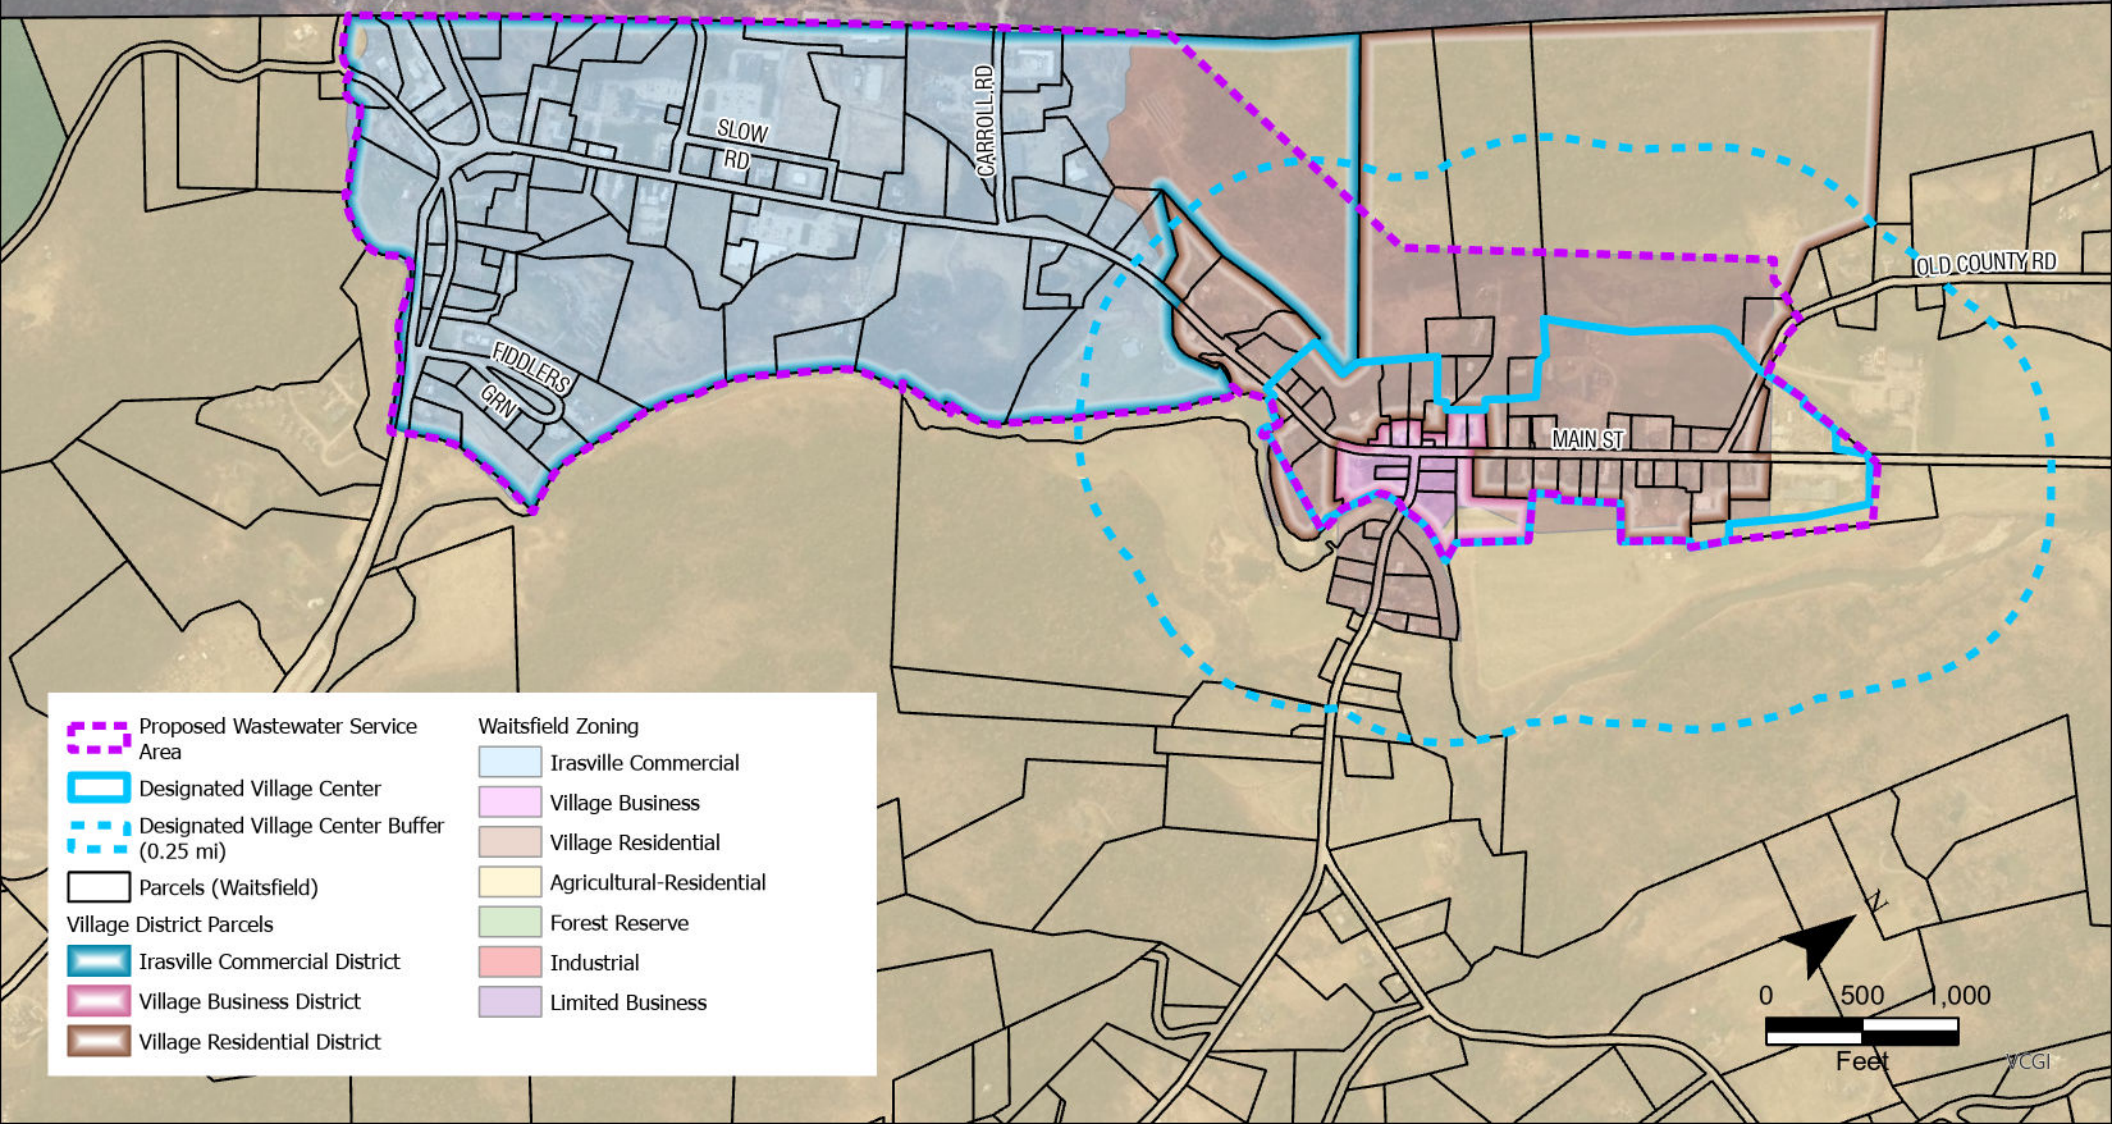 SLOW
RD
CARROLL RD
OLD COUNTY RD
FIDDLERS
GRN
MAIN ST
Proposed Wastewater Service
Area
Designated Village Center
Designated Village Center Buffer
(0.25 mi)
Parcels (Waitsfield)
Village District Parcels
Irasville Commercial District
Village Business District
Village Residential District
Waitsfield Zoning
Irasville Commercial
Village Business
Village Residential
Agricultural-Residential
Forest Reserve
Industrial
Limited Business
N
0 500 1,000
Feet
VCGI